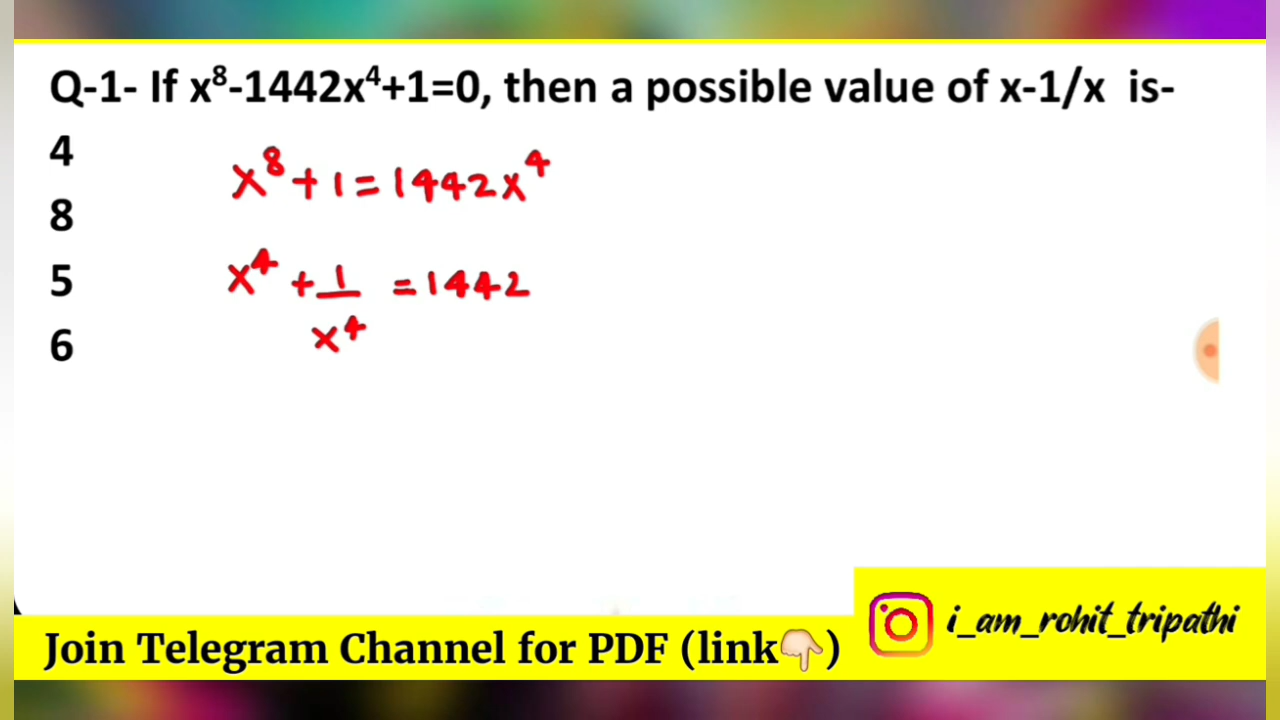 Q-1- If x⁸-1442x⁴+1=0, then a possible value of x-1/x is-
4
8
5
6
x⁸+1=1442x⁴
x⁴+1/x⁴=1442
i_am_rohit_tripathi
Join Telegram Channel for PDF (link👇🏻)